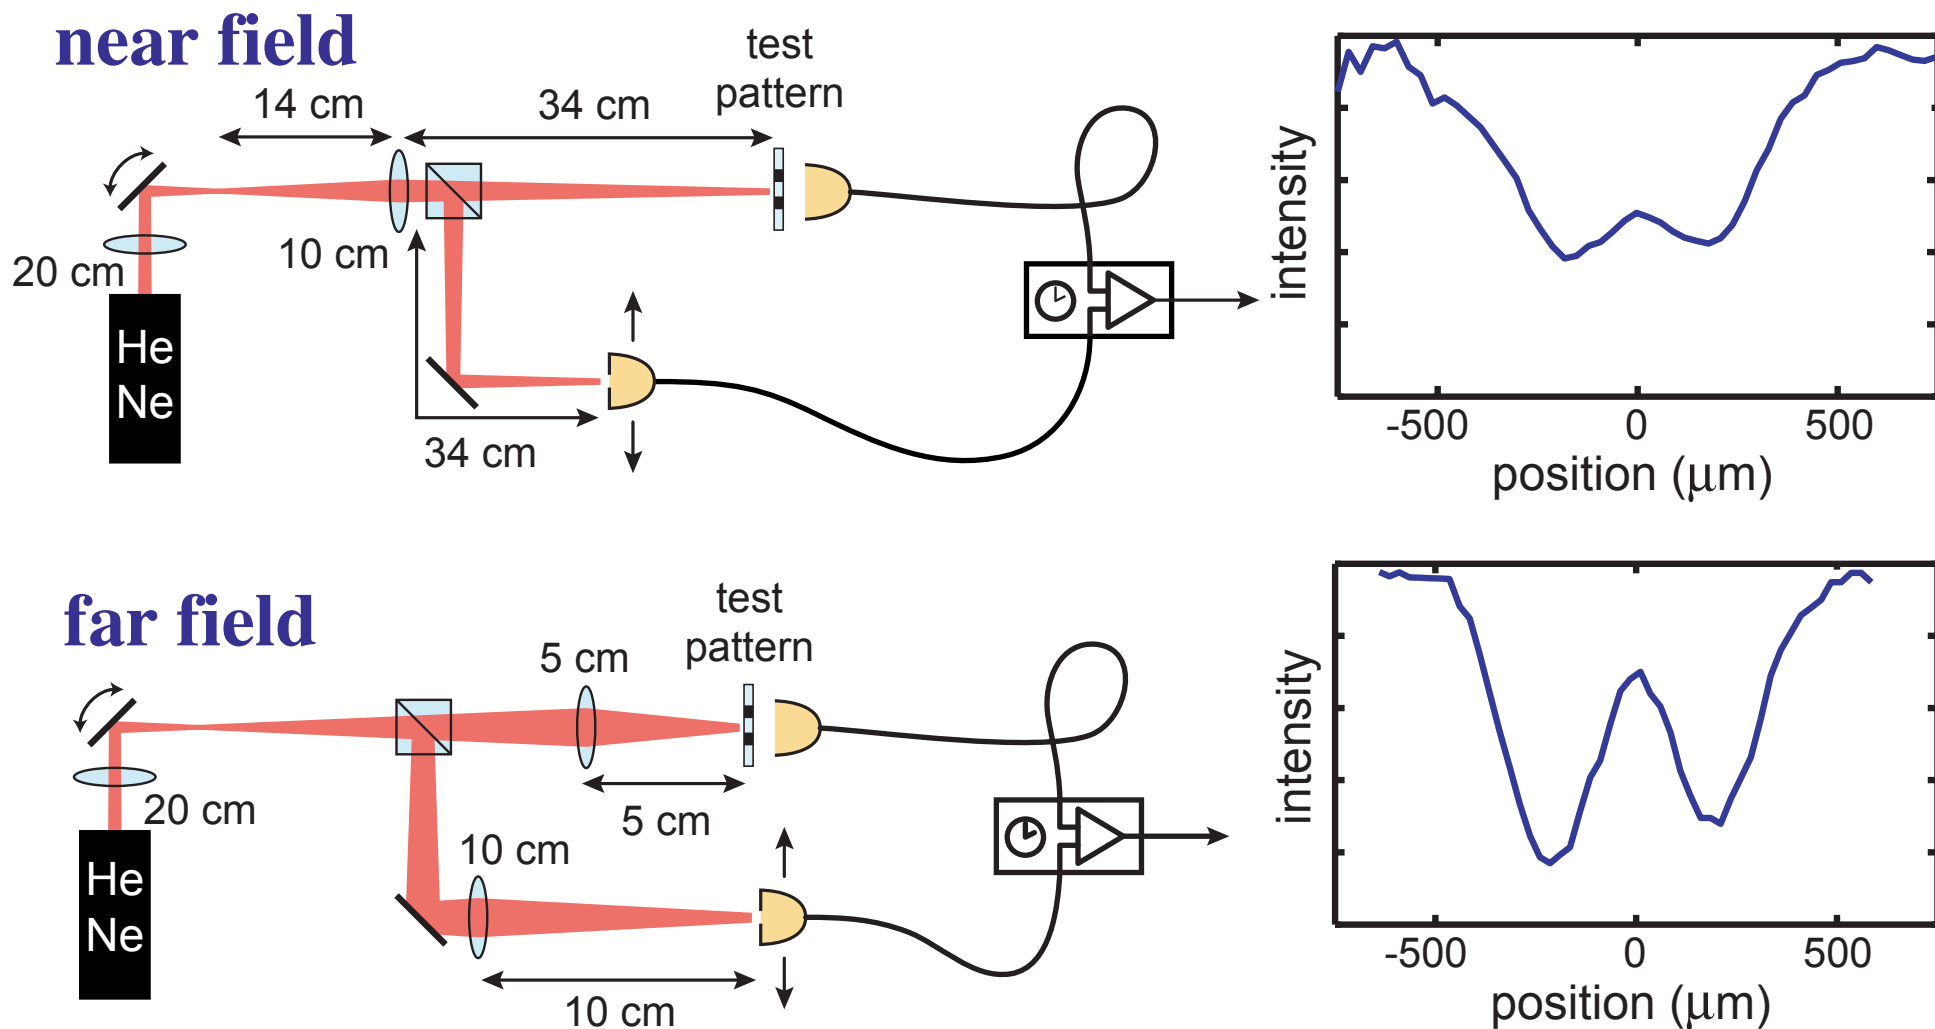 near field
14 cm
34 cm
test
pattern
20 cm
10 cm
He
Ne
34 cm
intensity
-500
0
500
position (μm)
far field
5 cm
test
pattern
20 cm
5 cm
10 cm
He
Ne
10 cm
intensity
-500
0
500
position (μm)